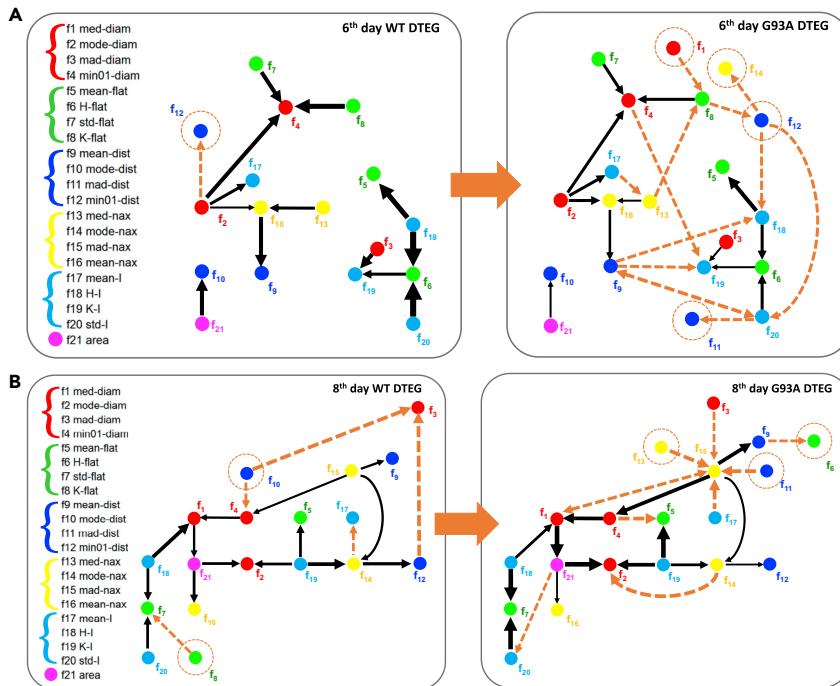 A
6th day WT DTEG
6th day G93A DTEG
f1 med-diam
f2 mode-diam
f3 mad-diam
f4 min01-diam
f5 mean-flat
f6 H-flat
f7 std-flat
f8 K-flat
f9 mean-dist
f10 mode-dist
f11 mad-dist
f12 min01-dist
f13 med-nax
f14 mode-nax
f15 mad-nax
f16 mean-nax
f17 mean-I
f18 H-I
f19 K-I
f20 std-I
f21 area
f7
f4
f8
f12
f17
f2
f16
f13
f5
f18
f3
f10
f9
f19
f6
f21
f20
f1
f7
f14
f4
f8
f12
f17
f5
f2
f16
f13
f18
f3
f10
f9
f19
f6
f21
f11
f20
B
8th day WT DTEG
8th day G93A DTEG
f1 med-diam
f2 mode-diam
f3 mad-diam
f4 min01-diam
f5 mean-flat
f6 H-flat
f7 std-flat
f8 K-flat
f9 mean-dist
f10 mode-dist
f11 mad-dist
f12 min01-dist
f13 med-nax
f14 mode-nax
f15 mad-nax
f16 mean-nax
f17 mean-I
f18 H-I
f19 K-I
f20 std-I
f21 area
f3
f10
f15
f9
f1
f4
f5
f17
f18
f21
f2
f19
f14
f12
f7
f16
f20
f8
f3
f9
f13
f15
f6
f11
f1
f4
f5
f17
f18
f21
f2
f19
f14
f12
f7
f16
f20